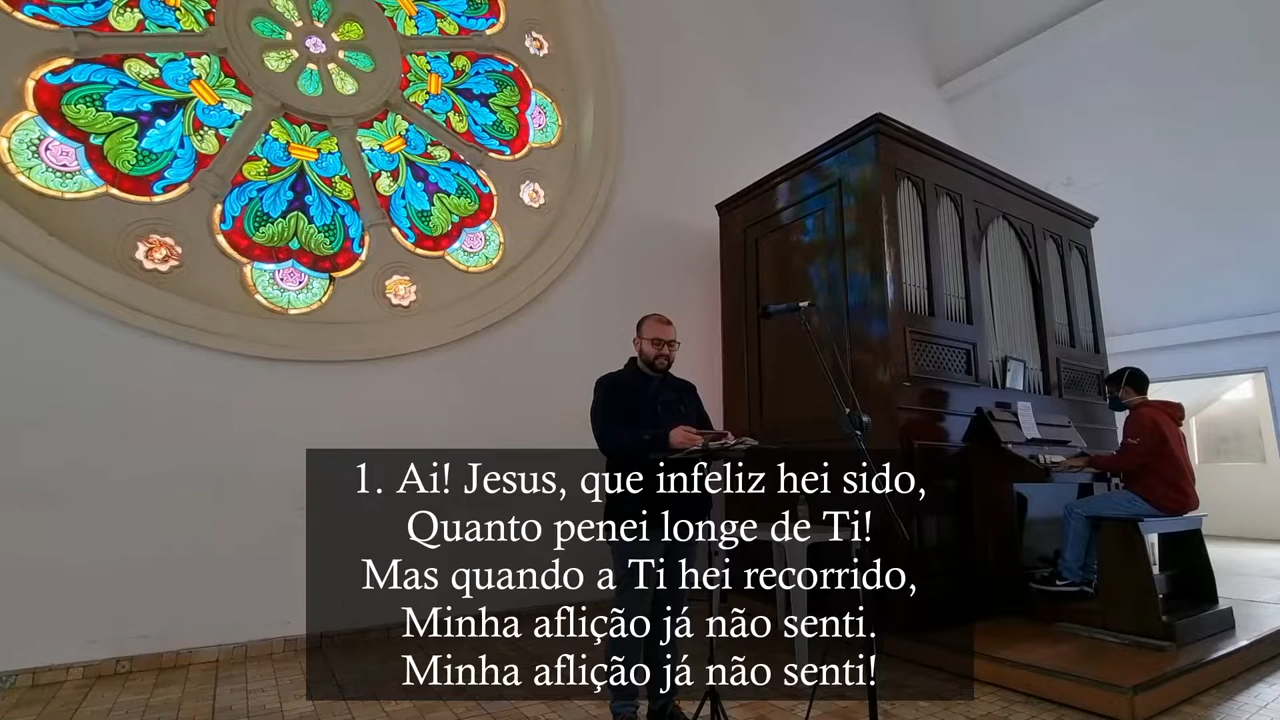 1. Ai! Jesus, que infeliz hei sido,
Quanto penei longe de Ti!
Mas quando a Ti hei recorrido,
Minha aflição já não senti.
Minha aflição já não senti!